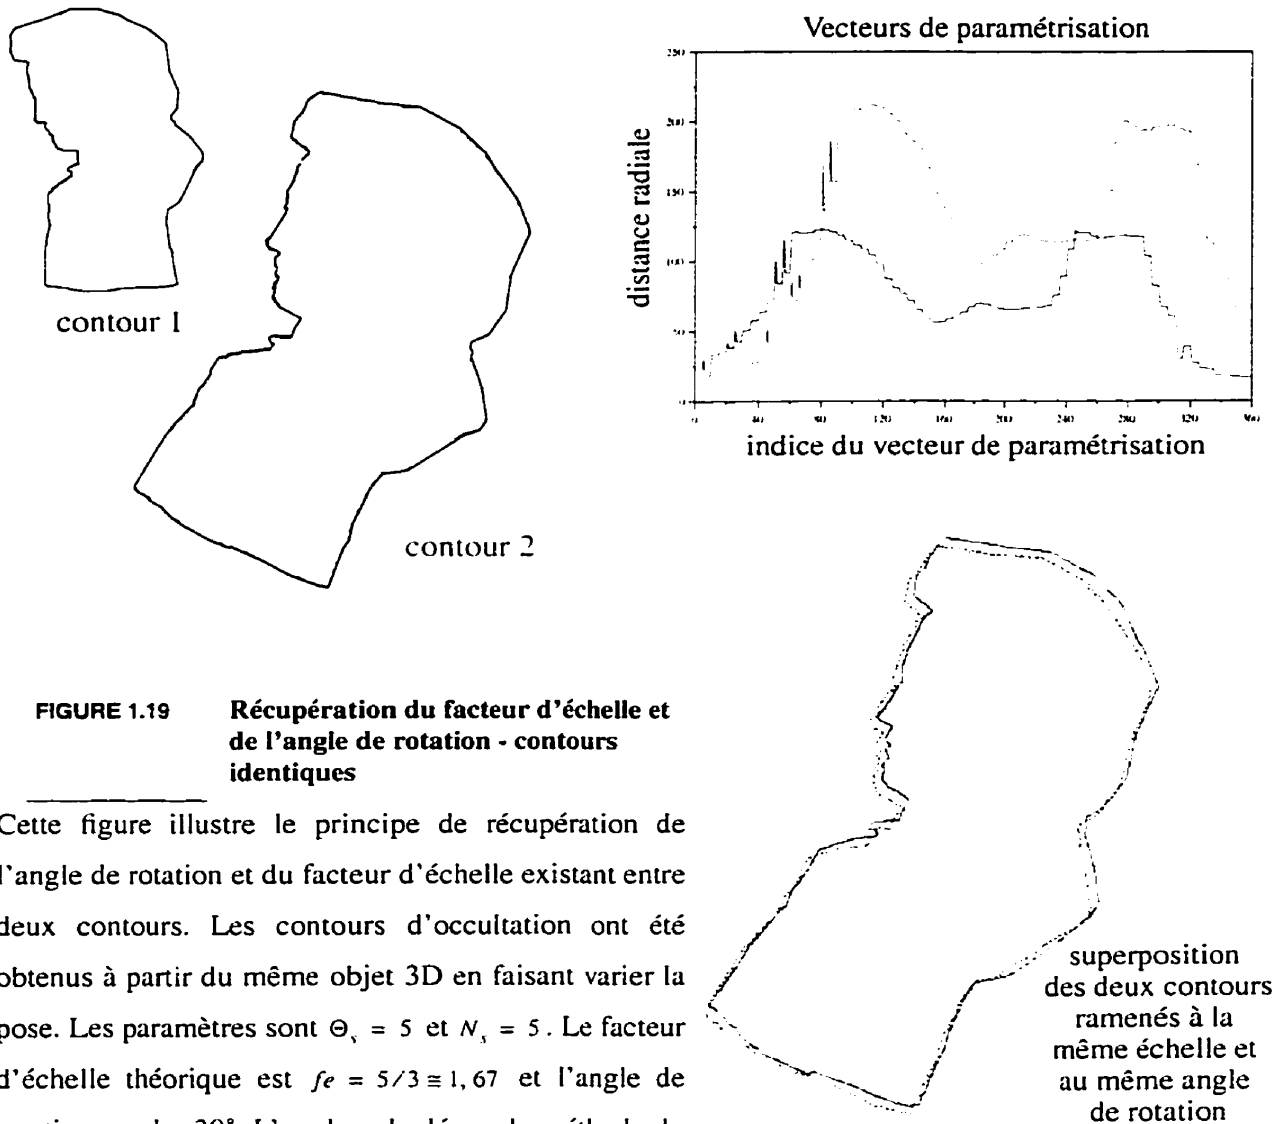 Vecteurs de paramétrisation
distance radiale
indice du vecteur de paramétrisation
contour 1
contour 2
FIGURE 1.19 Récupération du facteur d'échelle et
de l'angle de rotation - contours
identiques
Cette figure illustre le principe de récupération de
l'angle de rotation et du facteur d'échelle existant entre
deux contours. Les contours d'occultation ont été
obtenus à partir du même objet 3D en faisant varier la
pose. Les paramètres sont Θs = 5 et Ns = 5. Le facteur
d'échelle théorique est fe = 5/3 ≅ 1, 67 et l'angle de
superposition
des deux contours
ramenés à la
même échelle et
au même angle
de rotation